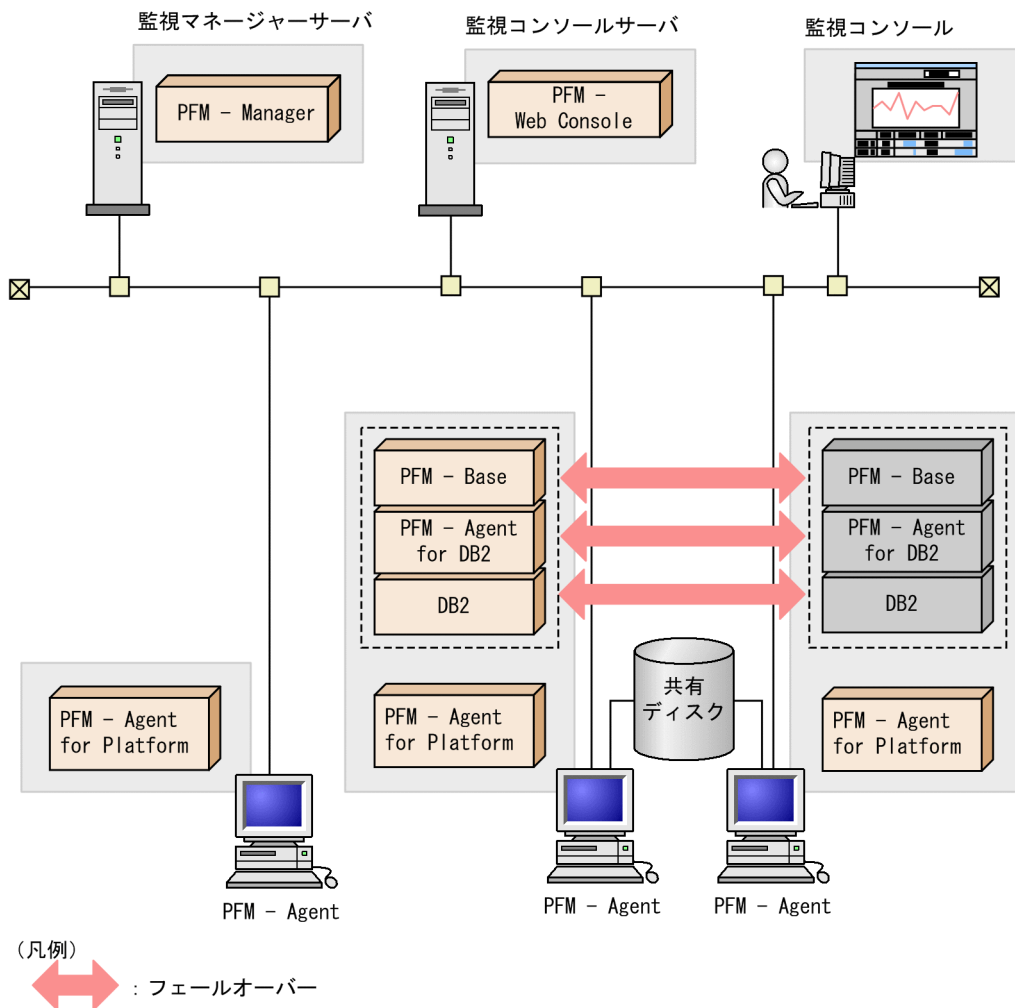 監視マネージャーサーバ
監視コンソールサーバ
監視コンソール
PFM - Manager
PFM -
Web Console
PFM - Base
PFM - Agent
for DB2
DB2
PFM - Base
PFM - Agent
for DB2
DB2
共有
ディスク
PFM - Agent
for Platform
PFM - Agent
for Platform
PFM - Agent
for Platform
PFM - Agent
PFM - Agent
PFM - Agent
(凡例)
: フェールオーバー